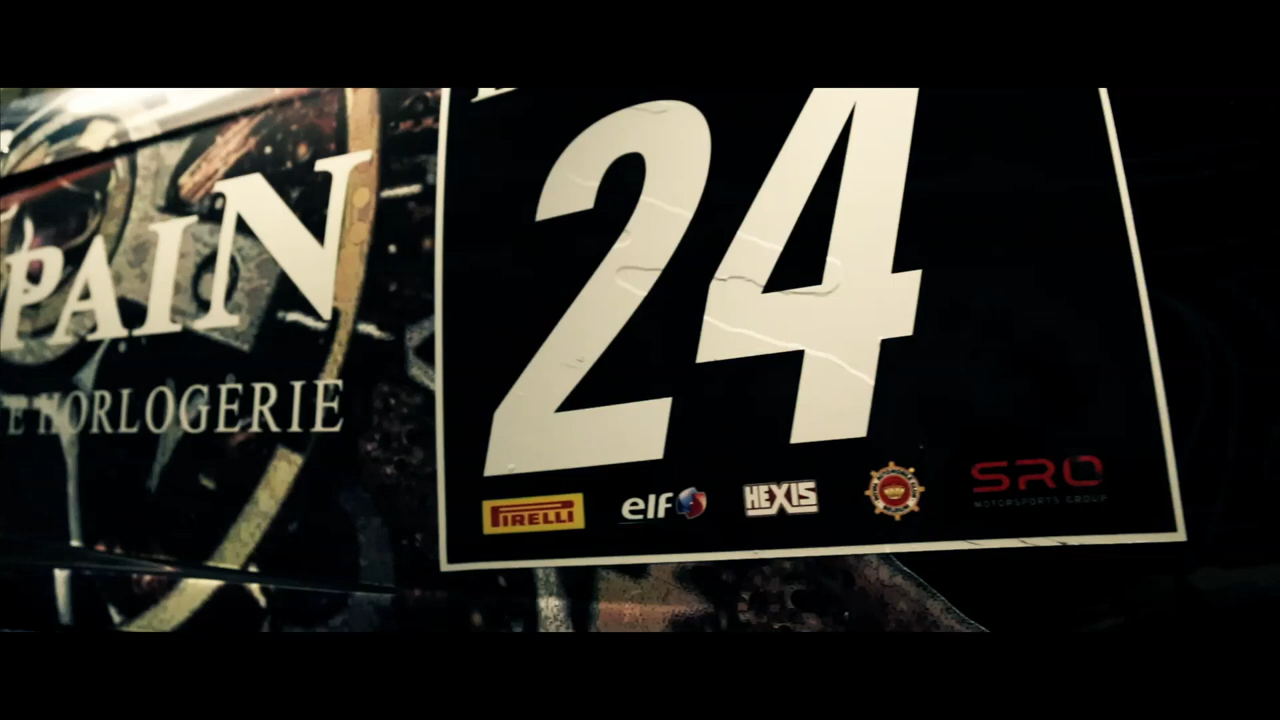 PAIN
E HORLOGERIE
24
PIRELLI
elf
HEXIS
SRO
MOTORSPORTS GROUP